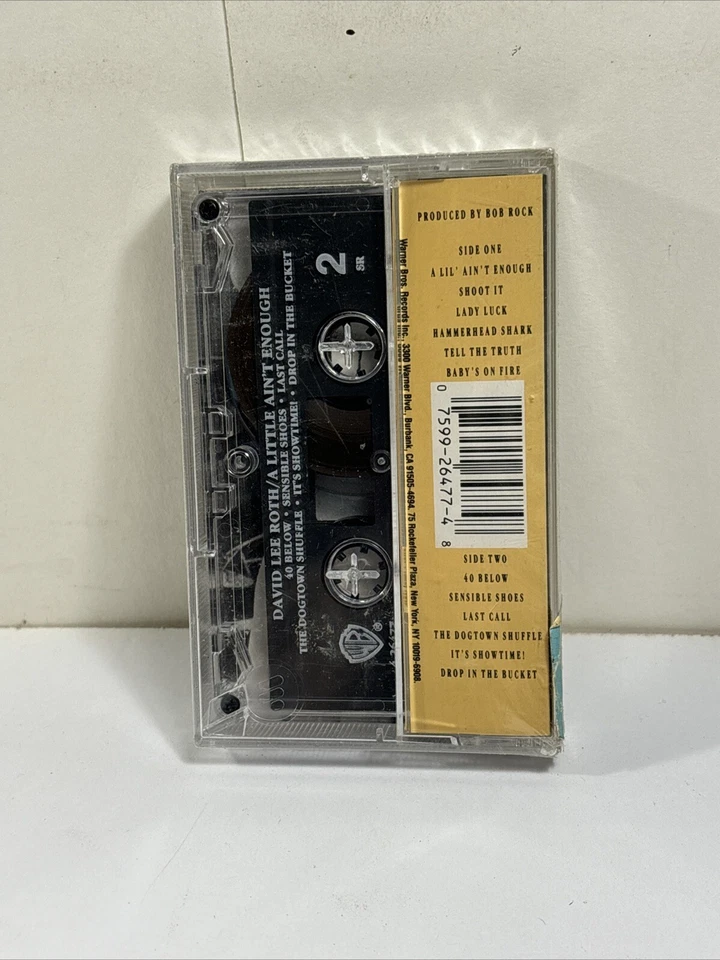 PRODUCED BY BOB ROCK
SIDE ONE
A LIL' AIN'T ENOUGH
SHOOT IT
LADY LUCK
HAMMERHEAD SHARK
TELL THE TRUTH
BABY'S ON FIRE
0 7599-26477-4 8
SIDE TWO
40 BELOW
SENSIBLE SHOES
LAST CALL
THE DOGTOWN SHUFFLE
IT'S SHOWTIME!
DROP IN THE BUCKET
Warner Bros. Records Inc., 3300 Warner Blvd., Burbank, CA 91505-4694. 75 Rockefeller Plaza, New York, NY 10019-6908.
2
SR
DAVID LEE ROTH/A LITTLE AIN'T ENOUGH
40 BELOW • SENSIBLE SHOES • LAST CALL
THE DOGTOWN SHUFFLE • IT'S SHOWTIME! • DROP IN THE BUCKET
WB ®